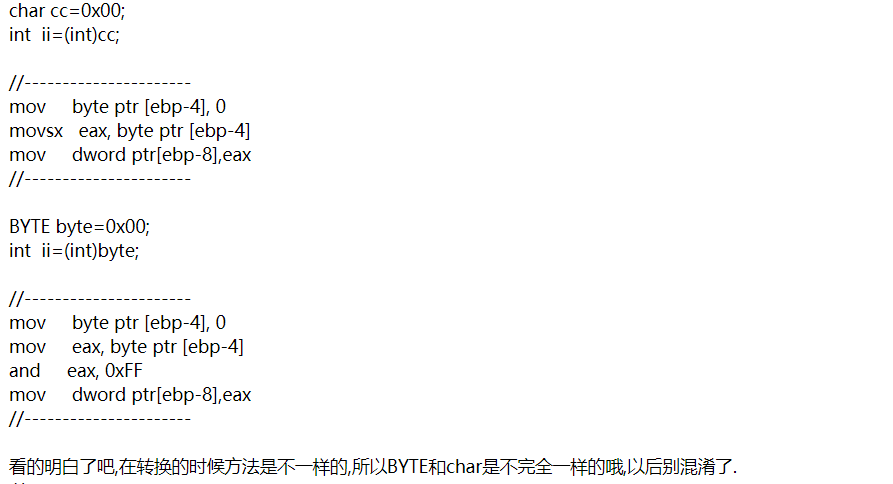 char cc=0x00;
int  ii=(int)cc;
//----------------------
mov      byte ptr [ebp-4], 0
movsx   eax, byte ptr [ebp-4]
mov      dword ptr[ebp-8],eax
//----------------------
BYTE byte=0x00;
int  ii=(int)byte;
//----------------------
mov      byte ptr [ebp-4], 0
mov      eax, byte ptr [ebp-4]
and      eax, 0xFF
mov      dword ptr[ebp-8],eax
//----------------------
看的明白了吧,在转换的时候方法是不一样的,所以BYTE和char是不完全一样的哦,以后别混淆了.